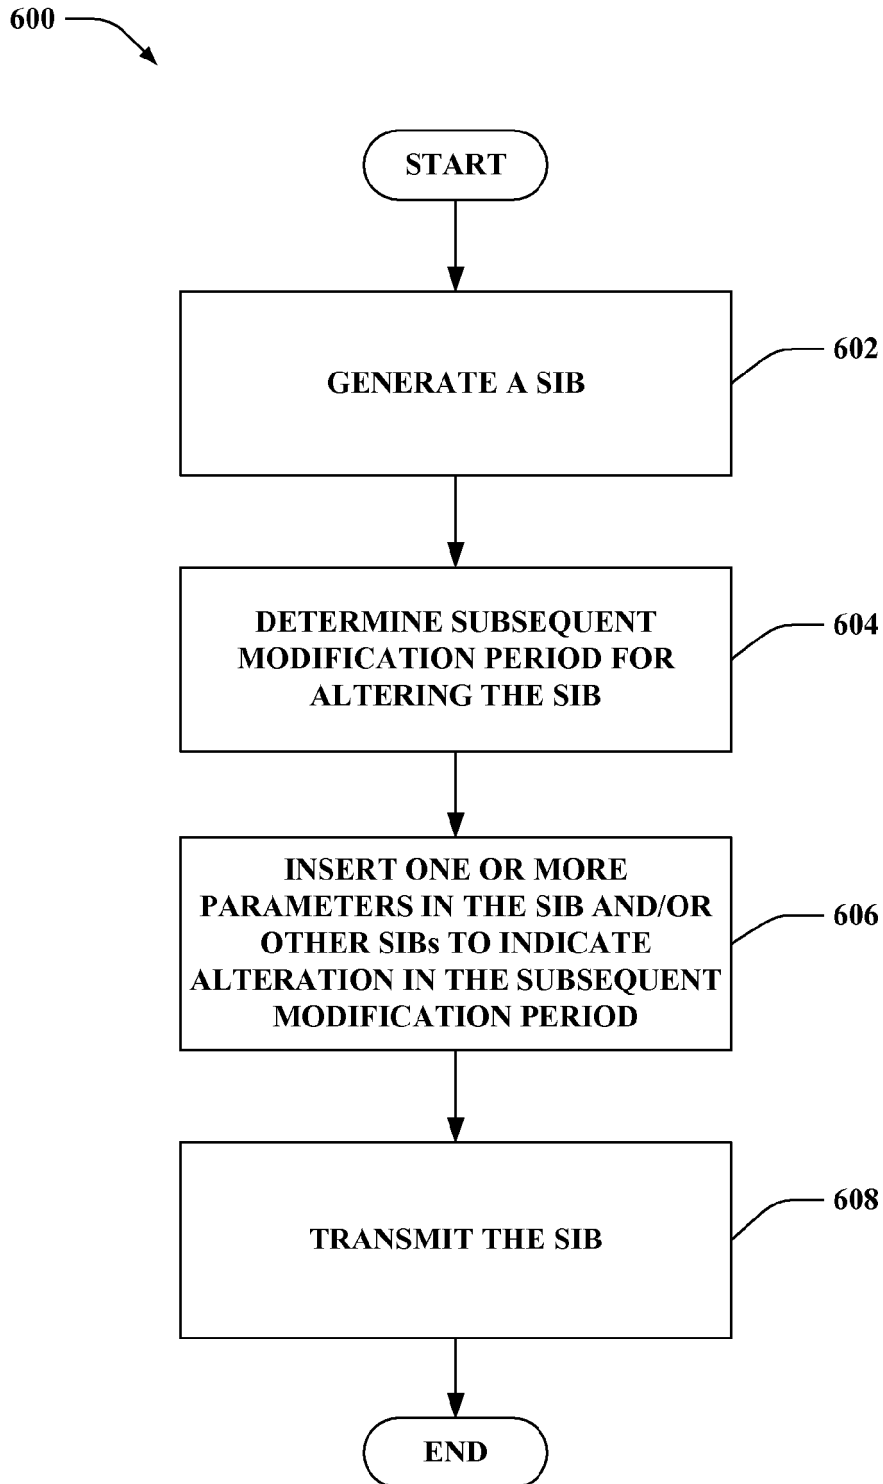 600
START
GENERATE A SIB
602
DETERMINE SUBSEQUENT
MODIFICATION PERIOD FOR
ALTERING THE SIB
604
INSERT ONE OR MORE
PARAMETERS IN THE SIB AND/OR
OTHER SIBs TO INDICATE
ALTERATION IN THE SUBSEQUENT
MODIFICATION PERIOD
606
TRANSMIT THE SIB
608
END